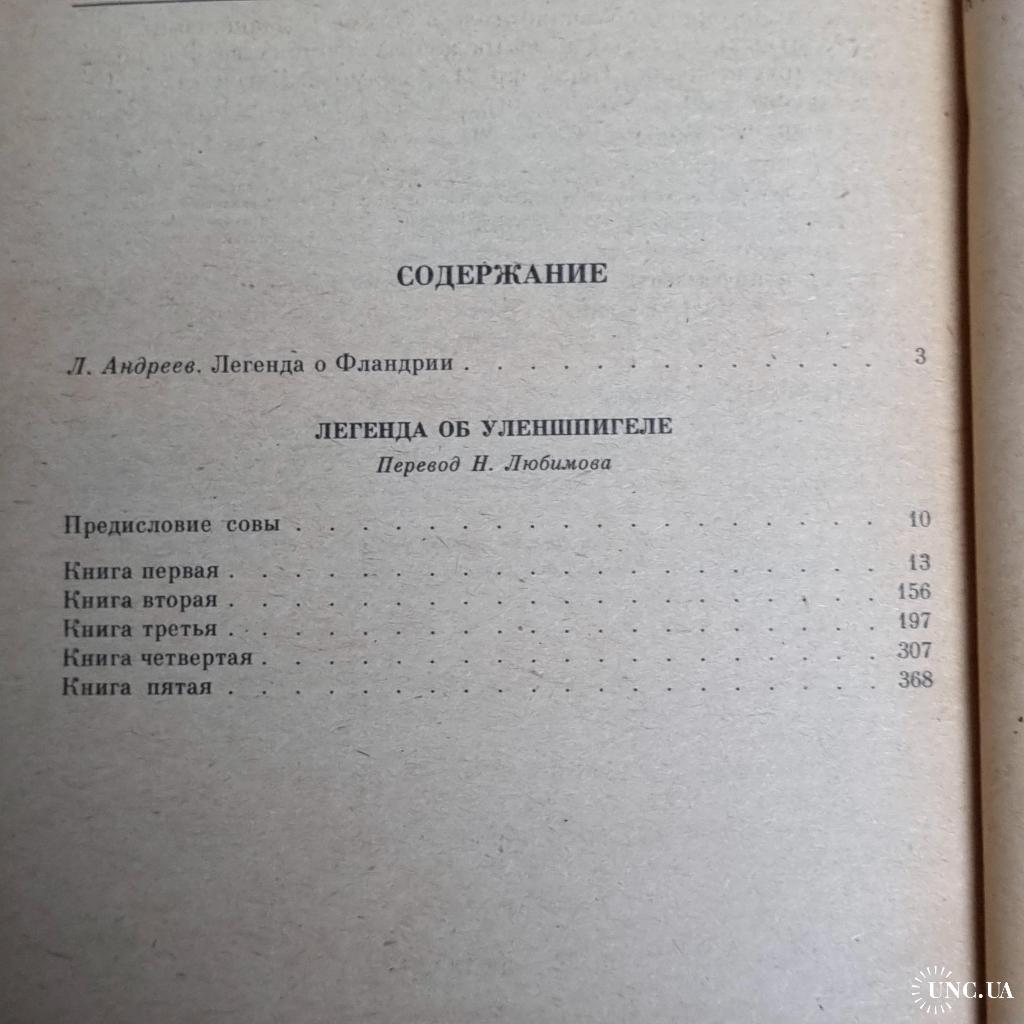 СОДЕРЖАНИЕ
Л. Андреев. Легенда о Фландрии . . . . . . . . . . . . . 3
ЛЕГЕНДА ОБ УЛЕНШПИГЕЛЕ
Перевод Н. Любимова
Предисловие совы . . . . . . . . . . . . . . . . . . 10
Книга первая . . . . . . . . . . . . . . . . . . . . 13
Книга вторая . . . . . . . . . . . . . . . . . . . . 156
Книга третья . . . . . . . . . . . . . . . . . . . . 197
Книга четвертая . . . . . . . . . . . . . . . . . . . 307
Книга пятая . . . . . . . . . . . . . . . . . . . . 368
UNC.UA